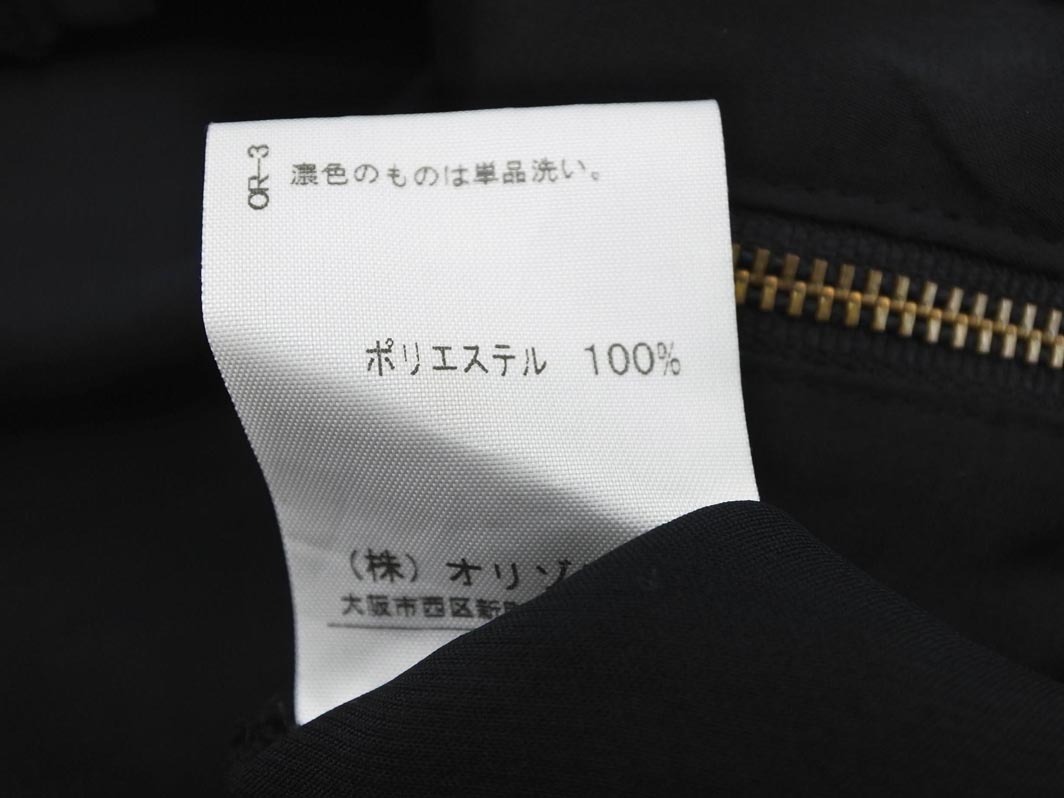 OR-3
濃色のものは単品洗い。
ポリエステル 100%
(株)オリゾ
大阪市西区新